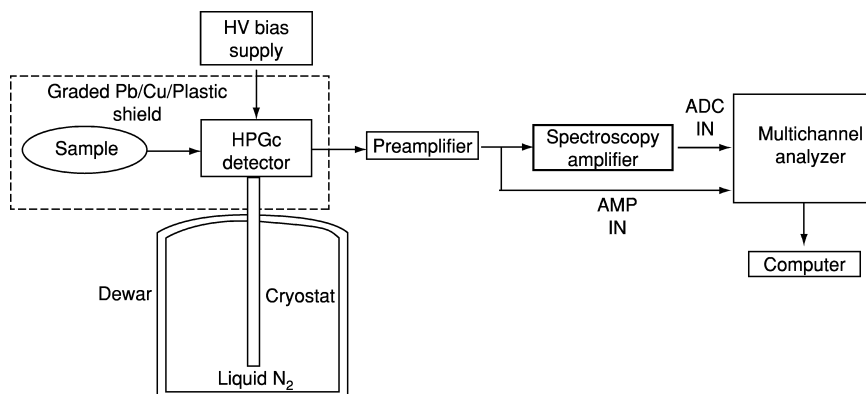 HV bias
supply
Graded Pb/Cu/Plastic
shield
Sample
HPGc
detector
Preamplifier
Spectroscopy
amplifier
ADC
IN
Multichannel
analyzer
AMP
IN
Computer
Dewar
Cryostat
Liquid N₂